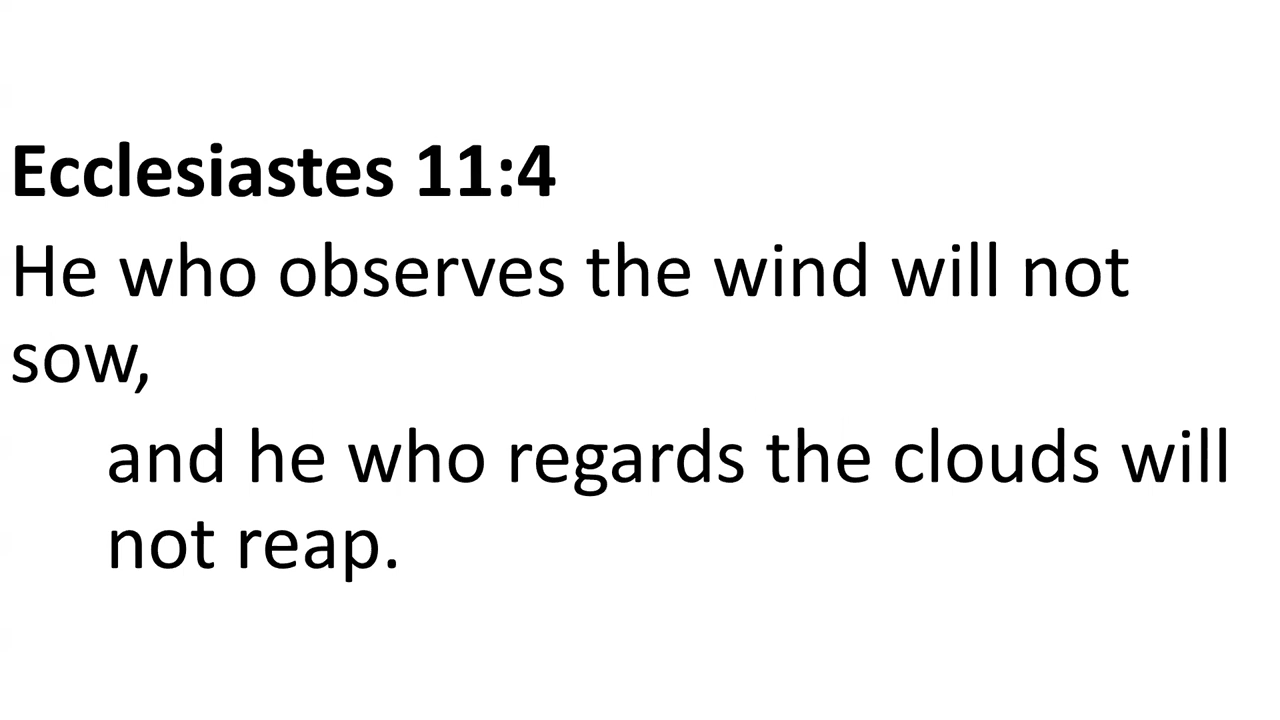 Ecclesiastes 11:4
He who observes the wind will not
sow,
and he who regards the clouds will
not reap.